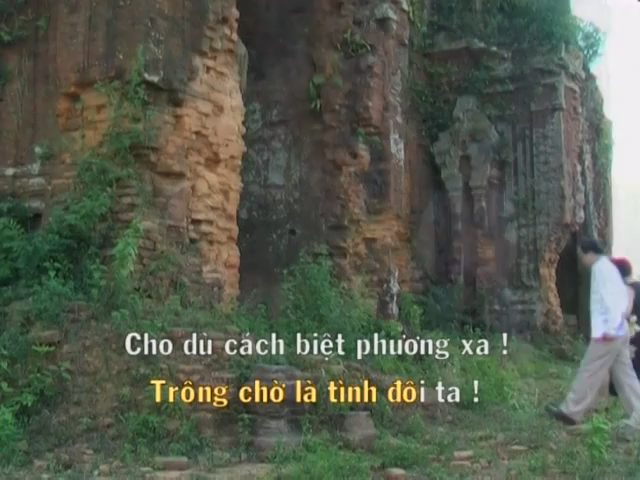 Cho dù cách biệt phương xa !
Trông chờ là tình đôi ta !